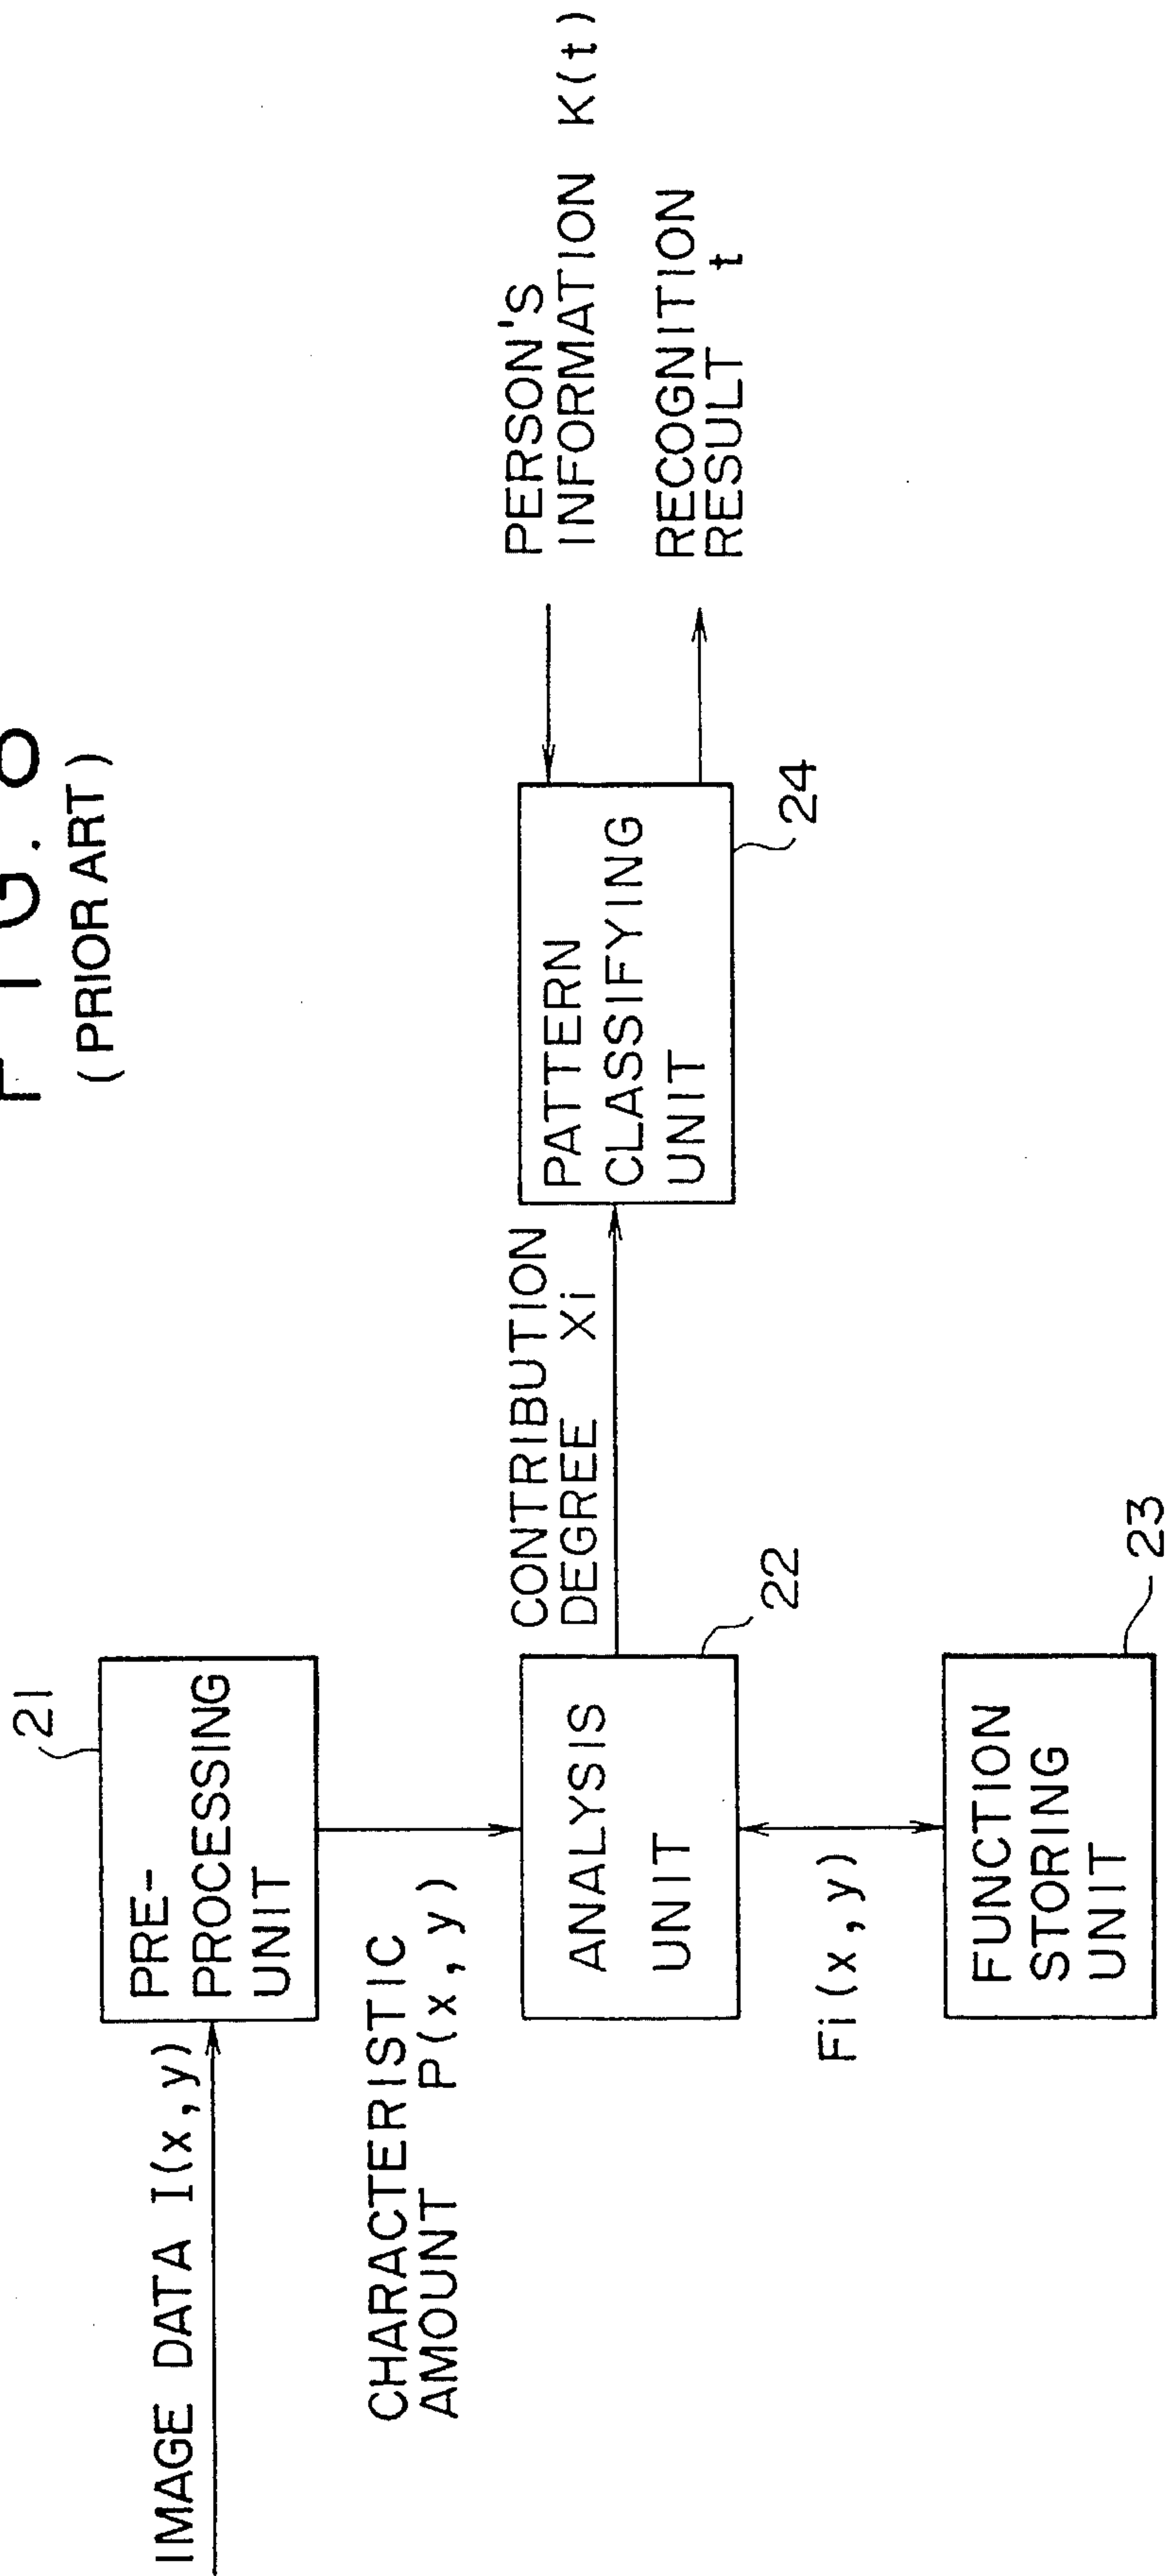 FIG.
(PRIOR ART)
21
IMAGE DATA I(x,y)
PRE-
PROCESSING
UNIT
CHARACTERISTIC
AMOUNT P(x,y)
ANALYSIS
UNIT
22
CONTRIBUTION
DEGREE Xi
PATTERN
CLASSIFYING
UNIT
24
PERSON'S
INFORMATION K(t)
RECOGNITION
RESULT t
Fi(x,y)
FUNCTION
STORING
UNIT
23